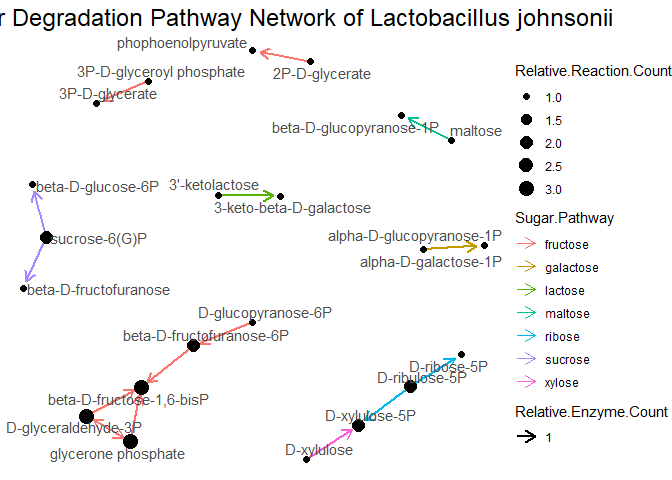 r Degradation Pathway Network of Lactobacillus johnsonii
phophoenolpyruvate
2P-D-glycerate
3P-D-glyceroyl phosphate
3P-D-glycerate
beta-D-glucopyranose-1P
maltose
beta-D-glucose-6P
3'-ketolactose
3-keto-beta-D-galactose
sucrose-6(G)P
alpha-D-glucopyranose-1P
alpha-D-galactose-1P
beta-D-fructofuranose
D-glucopyranose-6P
beta-D-fructofuranose-6P
D-ribose-5P
D-ribulose-5P
beta-D-fructose-1,6-bisP
D-xylulose-5P
D-glyceraldehyde-3P
glycerone phosphate
D-xylulose
Relative.Reaction.Count
1.0
1.5
2.0
2.5
3.0
Sugar.Pathway
fructose
galactose
lactose
maltose
ribose
sucrose
xylose
Relative.Enzyme.Count
1